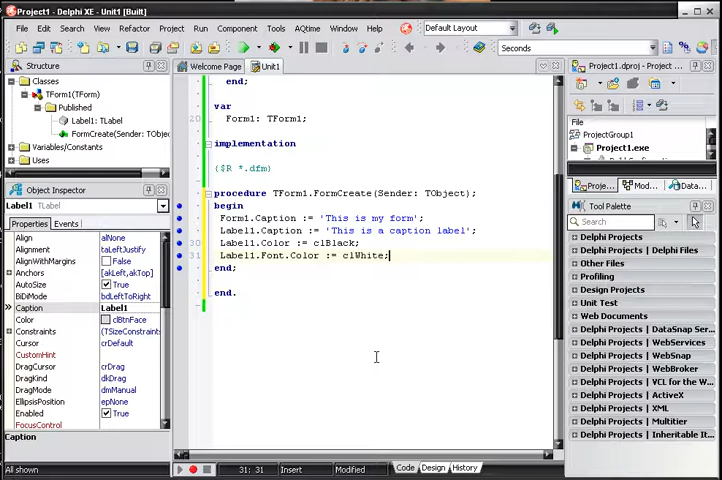 Project1 - Delphi XE - Unit1 [Built]
File Edit Search View Refactor Project Run Component Tools AQtime Window Help
Default Layout
Seconds
Structure
Classes
TForm1(TForm)
Published
Label1: TLabel
FormCreate(Sender: TObje
Variables/Constants
Uses
Object Inspector
Label1 TLabel
Properties Events
Align alNone
Alignment taLeftJustify
AlignWithMargins False
Anchors [akLeft,akTop]
AutoSize True
BiDiMode bdLeftToRight
Caption Label1
Color clBtnFace
Constraints (TSizeConstraints
Cursor crDefault
CustomHint
DragCursor crDrag
DragKind dkDrag
DragMode dmManual
EllipsisPosition epNone
Enabled True
FocusControl
Caption
All shown
Welcome Page Unit1
end;
var
20 Form1: TForm1;
implementation
{$R *.dfm}
procedure TForm1.FormCreate(Sender: TObject);
begin
Form1.Caption := 'This is my form';
Label1.Caption := 'This is a caption label';
30 Label1.Color := clBlack;
31 Label1.Font.Color := clWhite;
end;
end.
31: 31 Insert Modified Code Design History
Project1.dproj - Project ...
File
ProjectGroup1
Project1.exe
Proje... Mod... Data...
Tool Palette
Search
Delphi Projects
Delphi Projects | Delphi Files
Other Files
Profiling
Design Projects
Unit Test
Web Documents
Delphi Projects | DataSnap Ser...
Delphi Projects | WebServices
Delphi Projects | WebSnap
Delphi Projects | WebBroker
Delphi Projects | VCL for the W...
Delphi Projects | ActiveX
Delphi Projects | XML
Delphi Projects | Multitier
Delphi Projects | Inheritable It...